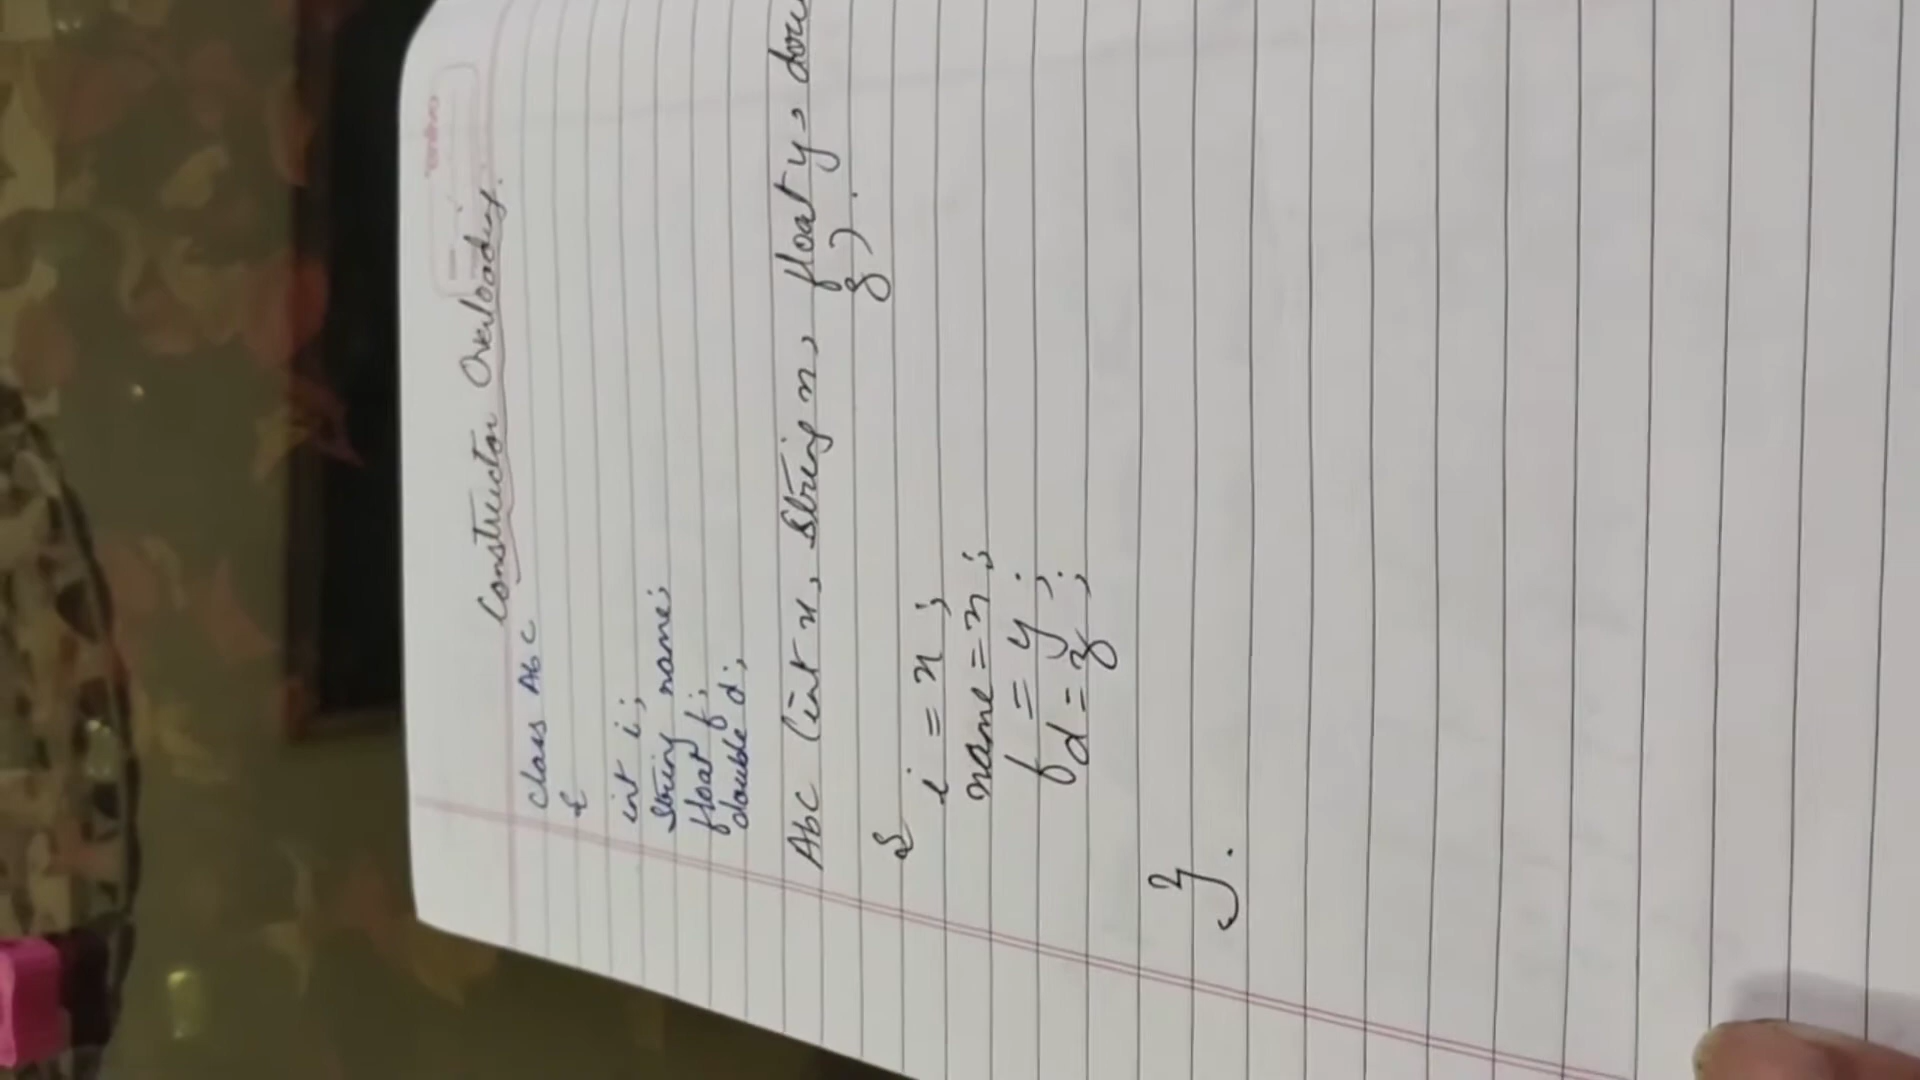 Constructor Overloading.
class Abc
{
int i;
String name;
float f;
double d;
Abc (int x, String n, float y, dou
z)
{
i = x;
name = n;
f = y;
d = z;
}